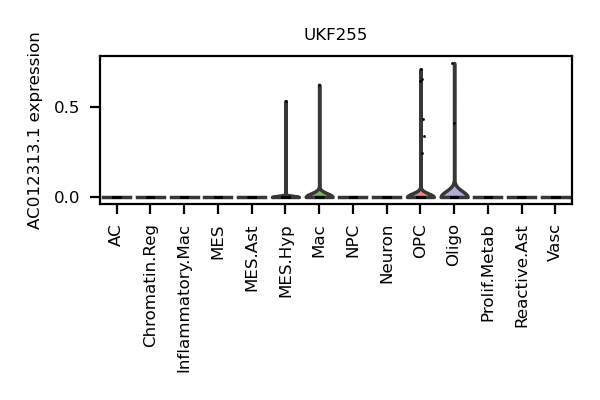 UKF255
AC012313.1 expression
0.5
0.0
AC
Chromatin.Reg
Inflammatory.Mac
MES
MES.Ast
MES.Hyp
Mac
NPC
Neuron
OPC
Oligo
Prolif.Metab
Reactive.Ast
Vasc